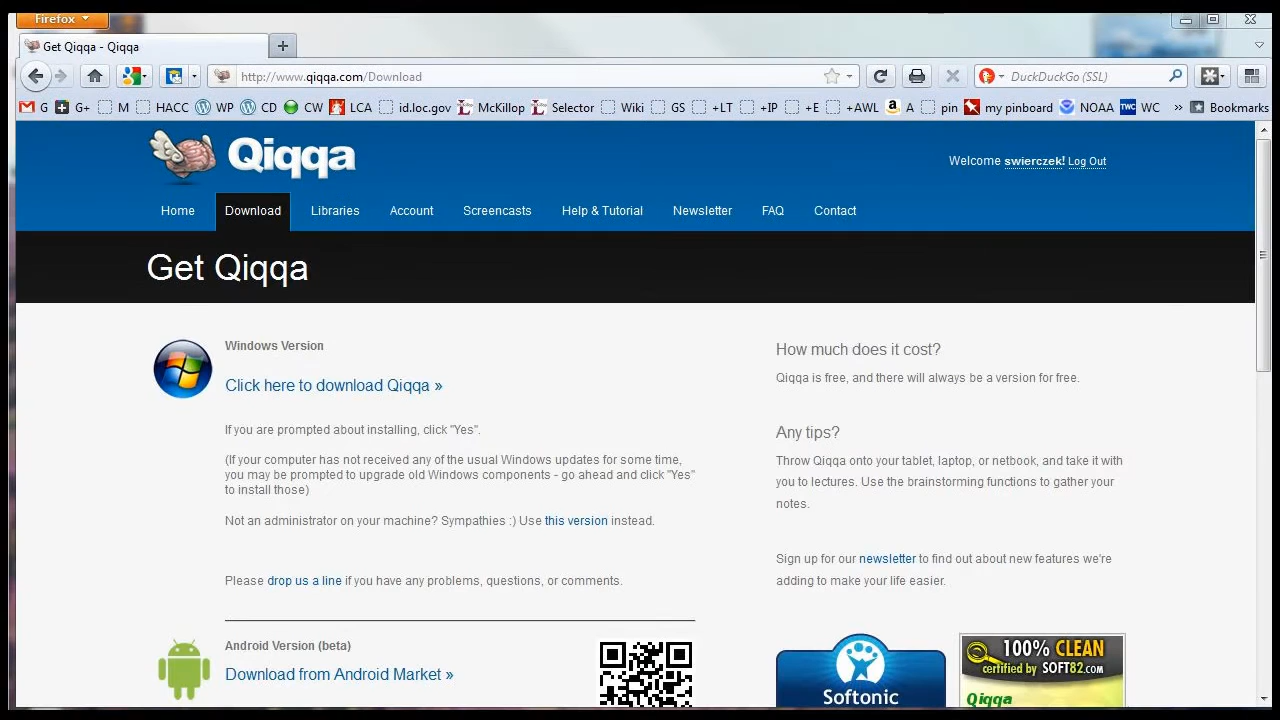 Firefox
Get Qiqqa - Qiqqa
http://www.qiqqa.com/Download
DuckDuckGo (SSL)
G G+ M HACC WP CD CW LCA id.loc.gov McKillop Selector Wiki GS +LT +IP +E +AWL A pin my pinboard NOAA TWC WC » Bookmarks
Qiqqa
Welcome swierczek! Log Out
Home Download Libraries Account Screencasts Help & Tutorial Newsletter FAQ Contact
Get Qiqqa
Windows Version
Click here to download Qiqqa »
If you are prompted about installing, click "Yes".
(If your computer has not received any of the usual Windows updates for some time,
you may be prompted to upgrade old Windows components - go ahead and click "Yes"
to install those)
Not an administrator on your machine? Sympathies :) Use this version instead.
Please drop us a line if you have any problems, questions, or comments.
Android Version (beta)
Download from Android Market »
How much does it cost?
Qiqqa is free, and there will always be a version for free.
Any tips?
Throw Qiqqa onto your tablet, laptop, or netbook, and take it with
you to lectures. Use the brainstorming functions to gather your
notes.
Sign up for our newsletter to find out about new features we're
adding to make your life easier.
Softonic
100% CLEAN
certified by SOFT82.COM
Qiqqa